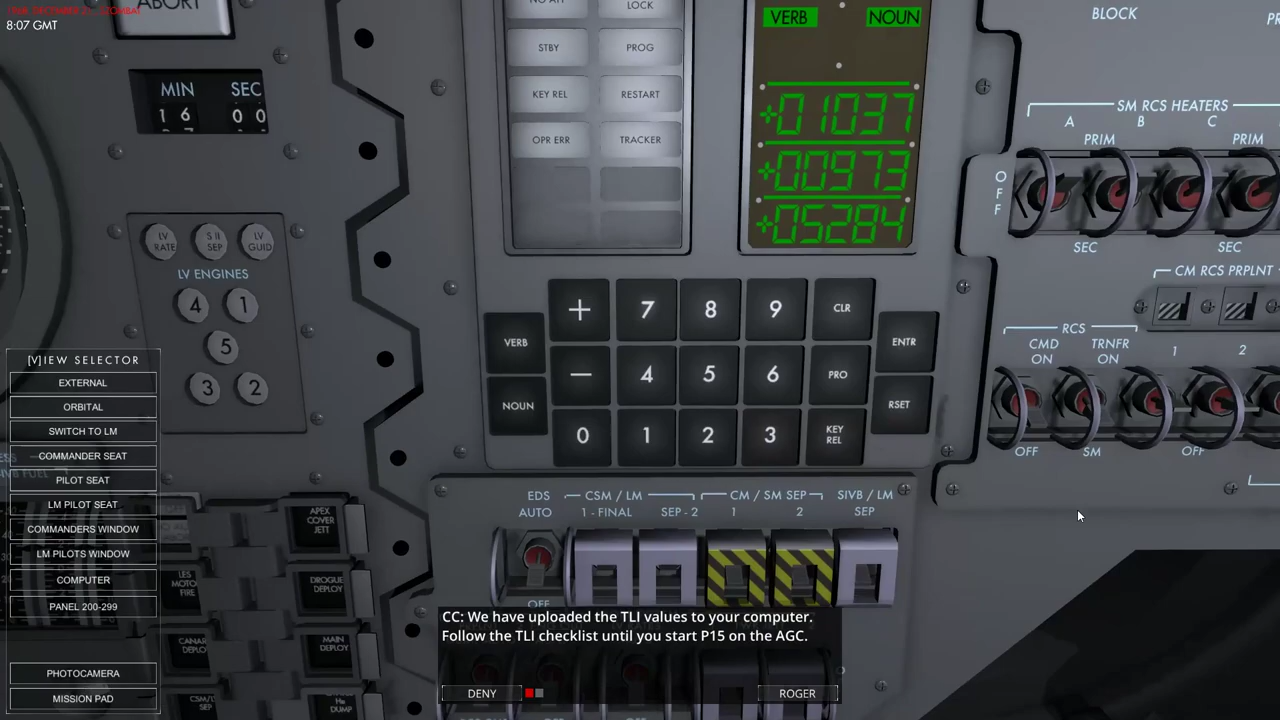 8:07 GMT
ABORT
MIN SEC
1 6 0 0
LOCK
STBY PROG
KEY REL RESTART
OPR ERR TRACKER
VERB NOUN
+01037
+00973
+05284
BLOCK
SM RCS HEATERS
A B C
PRIM PRIM
OFF
SEC SEC
CM RCS PRPLNT
1 2
RCS
CMD ON
TRNFR ON
OFF SM OFF
LV RATE
S II SEP
LV GUID
LV ENGINES
4 1
5
3 2
VERB
NOUN
+ 7 8 9 CLR
- 4 5 6 PRO
0 1 2 3 KEY REL
ENTR
RSET
[V]IEW SELECTOR
EXTERNAL
ORBITAL
SWITCH TO LM
COMMANDER SEAT
PILOT SEAT
LM PILOT SEAT
COMMANDERS WINDOW
LM PILOTS WINDOW
COMPUTER
PANEL 200-299
PHOTOCAMERA
MISSION PAD
APEX COVER JETT
DROGUE DEPLOY
MAIN DEPLOY
DUMP
EDS AUTO
OFF
CSM / LM
1 - FINAL SEP - 2
CM / SM SEP
1 2
SIVB / LM SEP
CC: We have uploaded the TLI values to your computer.
Follow the TLI checklist until you start P15 on the AGC.
DENY
ROGER